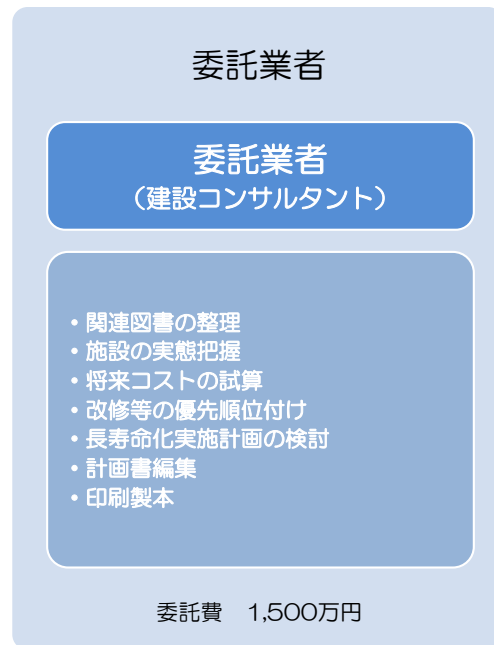 委託業者
委託業者
（建設コンサルタント）
・関連図書の整理
・施設の実態把握
・将来コストの試算
・改修等の優先順位付け
・長寿命化実施計画の検討
・計画書編集
・印刷製本
委託費　1,500万円